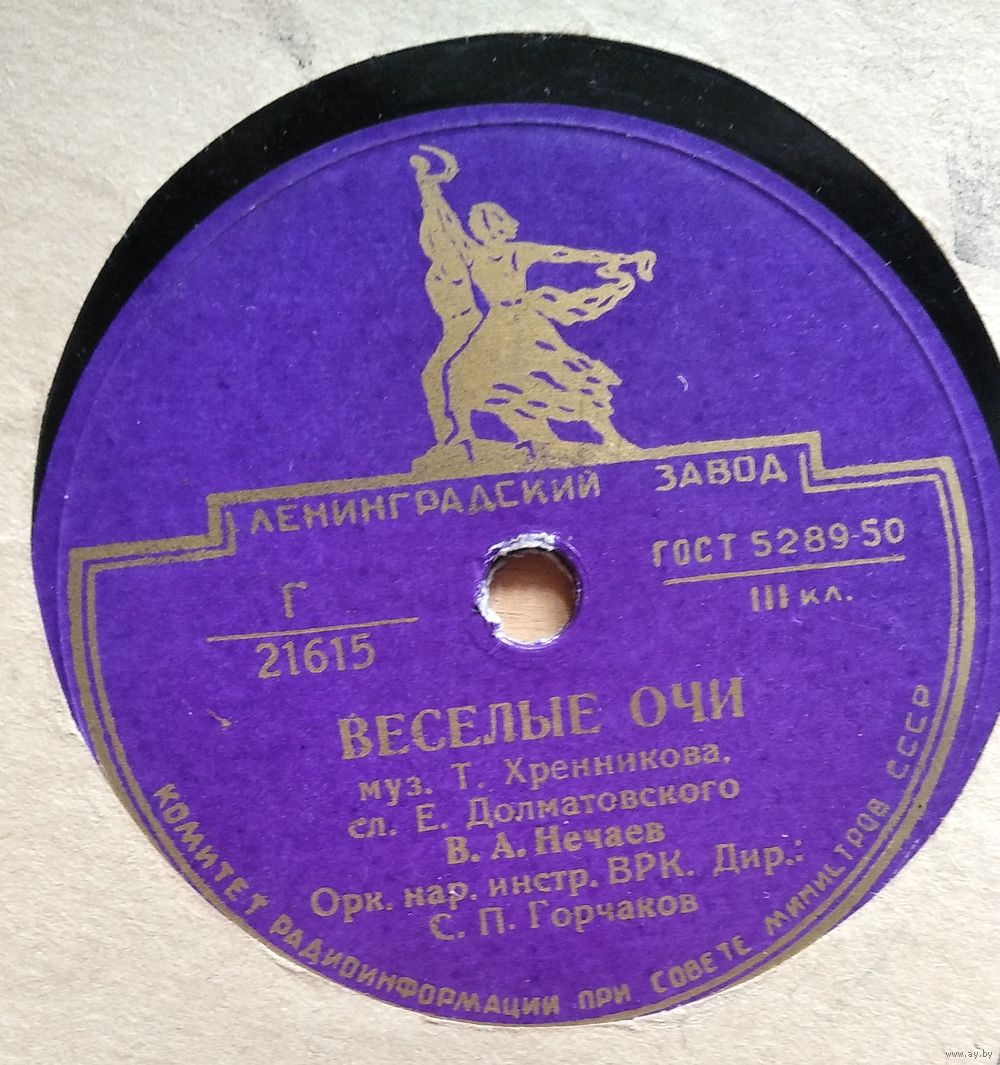 ЛЕНИНГРАДСКИЙ ЗАВОД
ГОСТ 5289-50
III кл.
Г
21615
ВЕСЕЛЫЕ ОЧИ
муз. Т. Хренникова,
сл. Е. Долматовского
В. А. Нечаев
Орк. нар. инстр. ВРК. Дир.:
С. П. Горчаков
КОМИТЕТ РАДИОИНФОРМАЦИИ ПРИ СОВЕТЕ МИНИСТРОВ СССР
www.ay.by